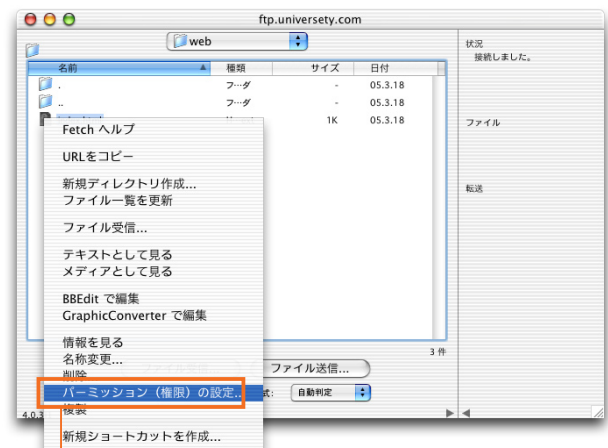 ftp.universety.com
web
状況
接続しました。
名前 種類 サイズ 日付
. フ…ダ - 05.3.18
.. フ…ダ - 05.3.18
1K 05.3.18
ファイル
転送
Fetch ヘルプ
URLをコピー
新規ディレクトリ作成...
ファイル一覧を更新
ファイル受信...
テキストとして見る
メディアとして見る
BBEdit で編集
GraphicConverter で編集
情報を見る
名称変更...
削除
パーミッション（権限）の設定...
複製
新規ショートカットを作成...
3 件
ファイル送信...
式: 自動判定
4.0.3